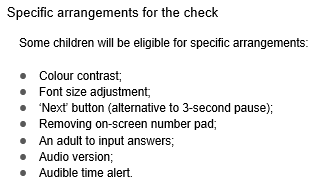 Specific arrangements for the check
Some children will be eligible for specific arrangements:
● Colour contrast;
● Font size adjustment;
● ‘Next’ button (alternative to 3-second pause);
● Removing on-screen number pad;
● An adult to input answers;
● Audio version;
● Audible time alert.